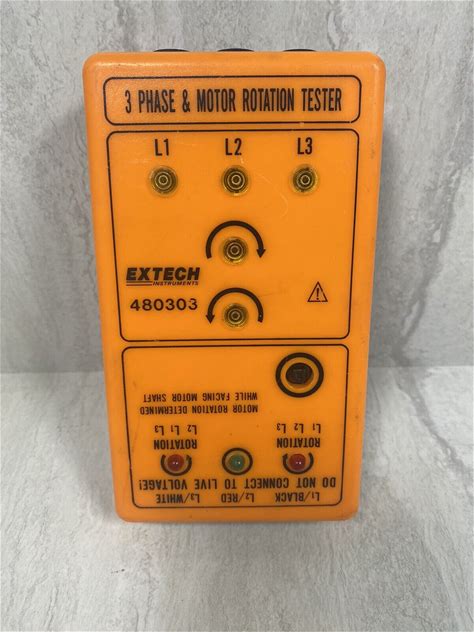 3 PHASE & MOTOR ROTATION TESTER
L1 L2 L3
EXTECH
INSTRUMENTS
480303
L1/BLACK L2/RED L3/WHITE
DO NOT CONNECT TO LIVE VOLTAGE!
ROTATION ROTATION
L1 L2 L3 L2 L1 L3
MOTOR ROTATION DETERMINED
WHILE FACING MOTOR SHAFT